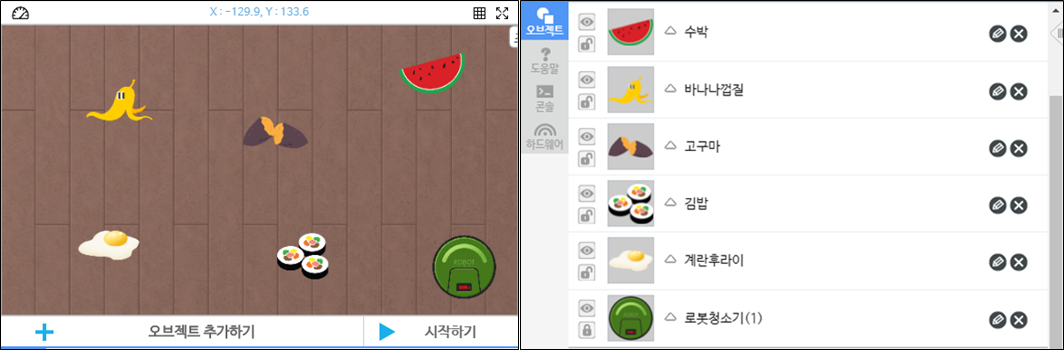 X : -129.9, Y : 133.6
ROBOT
오브젝트 추가하기
시작하기
오브젝트
도움말
콘솔
하드웨어
수박
바나나껍질
고구마
김밥
계란후라이
로봇청소기(1)